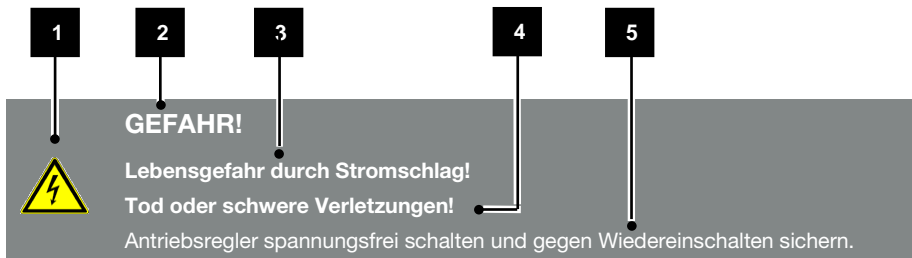 1 2 3 4 5
GEFAHR!
Lebensgefahr durch Stromschlag!
Tod oder schwere Verletzungen!
Antriebsregler spannungsfrei schalten und gegen Wiedereinschalten sichern.